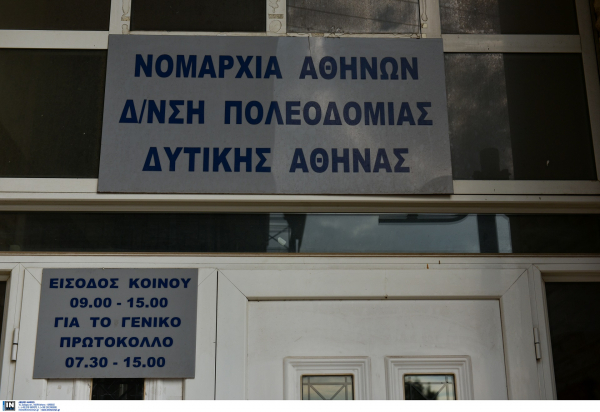 ΝΟΜΑΡΧΙΑ ΑΘΗΝΩΝ
Δ/ΝΣΗ ΠΟΛΕΟΔΟΜΙΑΣ
ΔΥΤΙΚΗΣ ΑΘΗΝΑΣ
ΕΙΣΟΔΟΣ ΚΟΙΝΟΥ
09.00 - 15.00
ΓΙΑ ΤΟ ΓΕΝΙΚΟ
ΠΡΩΤΟΚΟΛΛΟ
07.30 - 15.00
IN